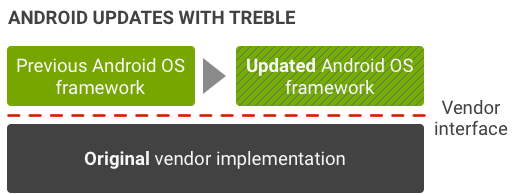 ANDROID UPDATES WITH TREBLE
Previous Android OS
framework
Updated Android OS
framework
Vendor
interface
Original vendor implementation